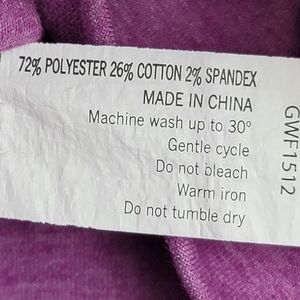 72% POLYESTER 26% COTTON 2% SPANDEX
MADE IN CHINA
Machine wash up to 30°
Gentle cycle
Do not bleach
Warm iron
Do not tumble dry
GWF1512